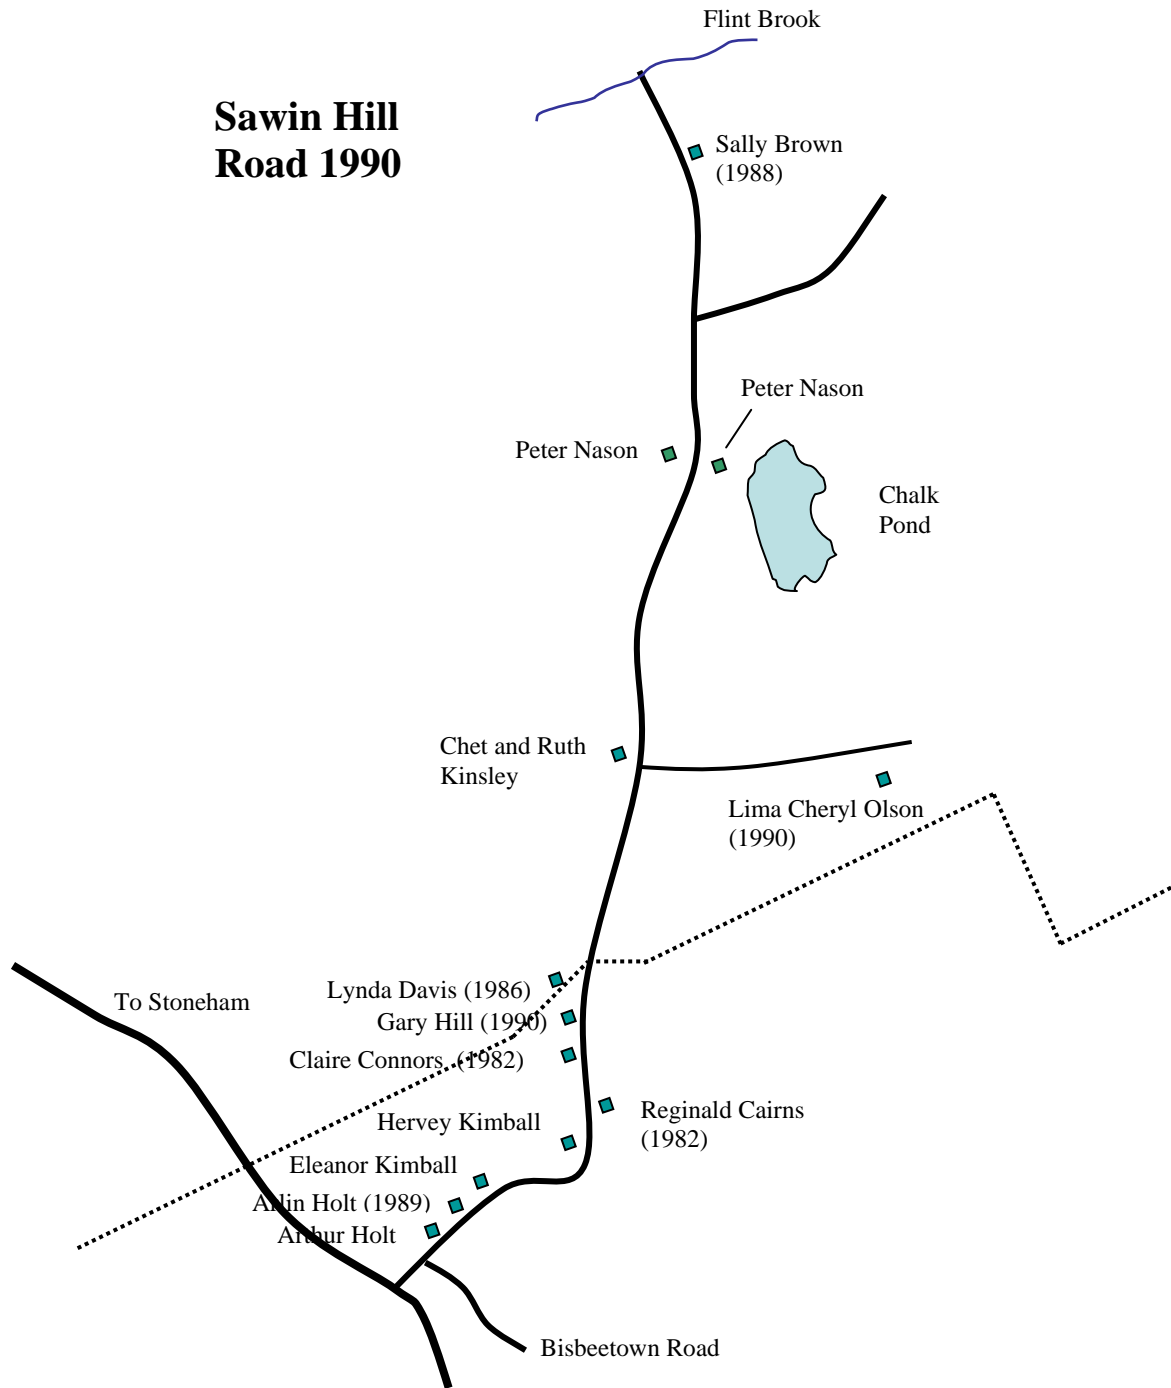 Flint Brook
Sawin Hill
Road 1990
Sally Brown
(1988)
Peter Nason
Peter Nason
Chalk
Pond
Chet and Ruth
Kinsley
Lima Cheryl Olson
(1990)
Lynda Davis (1986)
To Stoneham
Gary Hill (1990)
Claire Connors (1982)
Reginald Cairns
(1982)
Hervey Kimball
Eleanor Kimball
Arlin Holt (1989)
Arthur Holt
Bisbeetown Road